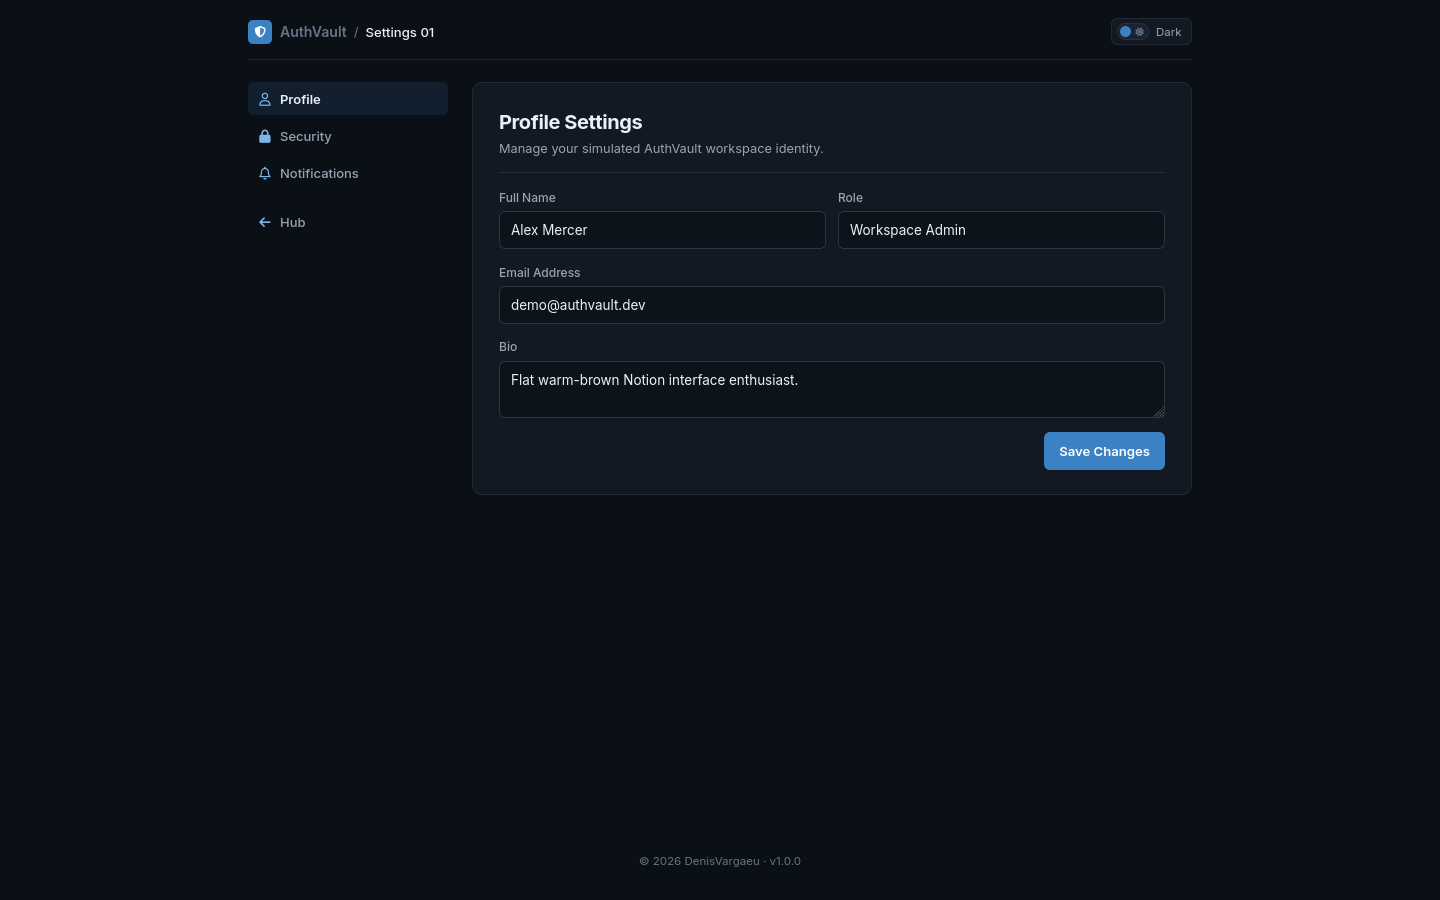 AuthVault / Settings 01
Dark
Profile
Security
Notifications
Hub
Profile Settings
Manage your simulated AuthVault workspace identity.
Full Name
Role
Alex Mercer
Workspace Admin
Email Address
demo@authvault.dev
Bio
Flat warm-brown Notion interface enthusiast.
Save Changes
© 2026 DenisVargaeu · v1.0.0